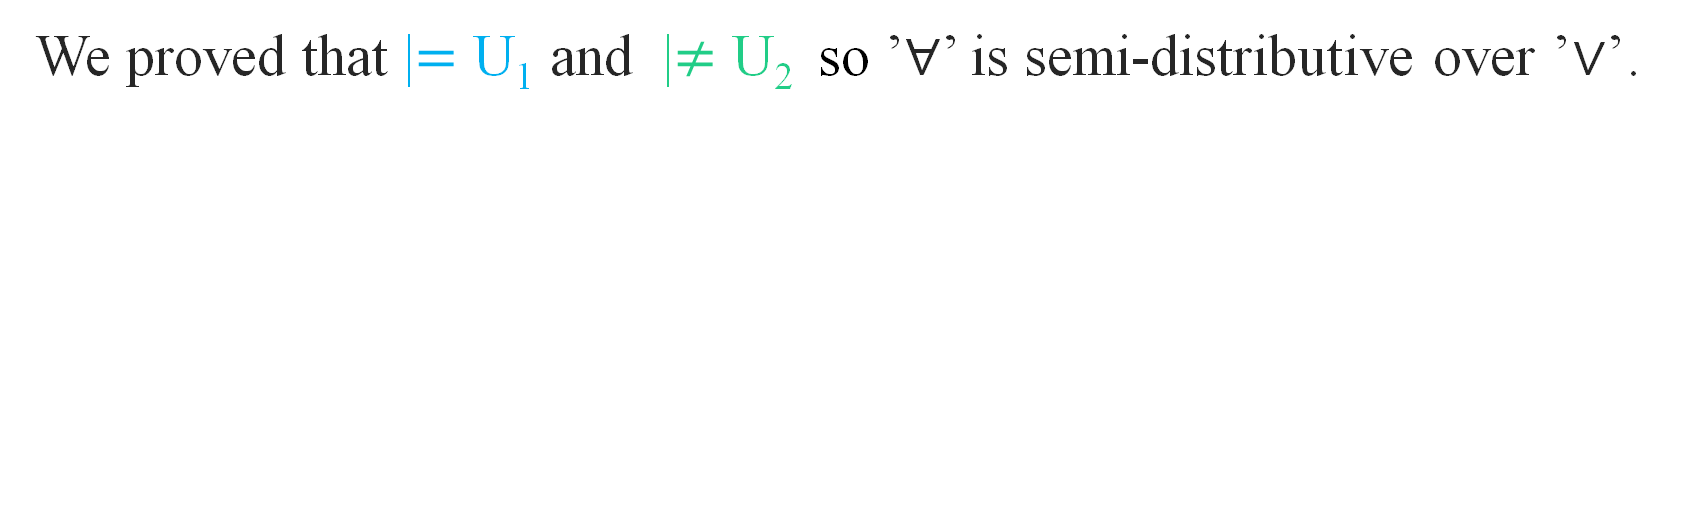 We proved that |= U₁ and |≠ U₂ so ’∀’ is semi-distributive over ’∨’.